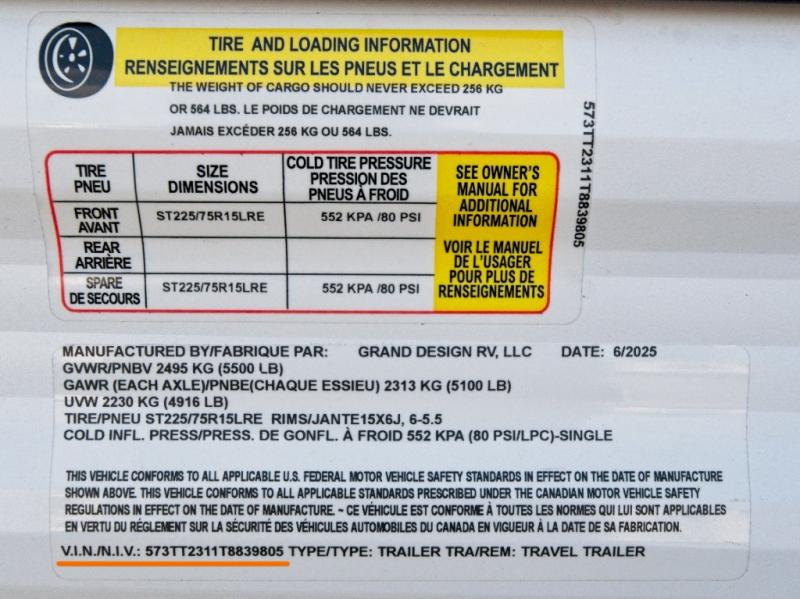 TIRE AND LOADING INFORMATION
RENSEIGNEMENTS SUR LES PNEUS ET LE CHARGEMENT
THE WEIGHT OF CARGO SHOULD NEVER EXCEED 256 KG
OR 564 LBS. LE POIDS DE CHARGEMENT NE DEVRAIT
JAMAIS EXCÉDER 256 KG OU 564 LBS.
TIRE
PNEU
SIZE
DIMENSIONS
COLD TIRE PRESSURE
PRESSION DES
PNEUS À FROID
FRONT
AVANT
ST225/75R15LRE
552 KPA /80 PSI
REAR
ARRIÈRE
SPARE
DE SECOURS
ST225/75R15LRE
552 KPA /80 PSI
SEE OWNER'S
MANUAL FOR
ADDITIONAL
INFORMATION
VOIR LE MANUEL
DE L'USAGER
POUR PLUS DE
RENSEIGNEMENTS
573TT2311T8839805
MANUFACTURED BY/FABRIQUE PAR: GRAND DESIGN RV, LLC DATE: 6/2025
GVWR/PNBV 2495 KG (5500 LB)
GAWR (EACH AXLE)/PNBE(CHAQUE ESSIEU) 2313 KG (5100 LB)
UVW 2230 KG (4916 LB)
TIRE/PNEU ST225/75R15LRE RIMS/JANTE15X6J, 6-5.5
COLD INFL. PRESS/PRESS. DE GONFL. À FROID 552 KPA (80 PSI/LPC)-SINGLE
THIS VEHICLE CONFORMS TO ALL APPLICABLE U.S. FEDERAL MOTOR VEHICLE SAFETY STANDARDS IN EFFECT ON THE DATE OF MANUFACTURE
SHOWN ABOVE. THIS VEHICLE CONFORMS TO ALL APPLICABLE STANDARDS PRESCRIBED UNDER THE CANADIAN MOTOR VEHICLE SAFETY
REGULATIONS IN EFFECT ON THE DATE OF MANUFACTURE. ~ CE VÉHICULE EST CONFORME À TOUTES LES NORMES QUI LUI SONT APPLICABLES
EN VERTU DU RÉGLEMENT SUR LA SÉCURITÉ DES VÉHICULES AUTOMOBILES DU CANADA EN VIGUEUR À LA DATE DE SA FABRICATION.
V.I.N./N.I.V.: 573TT2311T8839805 TYPE/TYPE: TRAILER TRA/REM: TRAVEL TRAILER